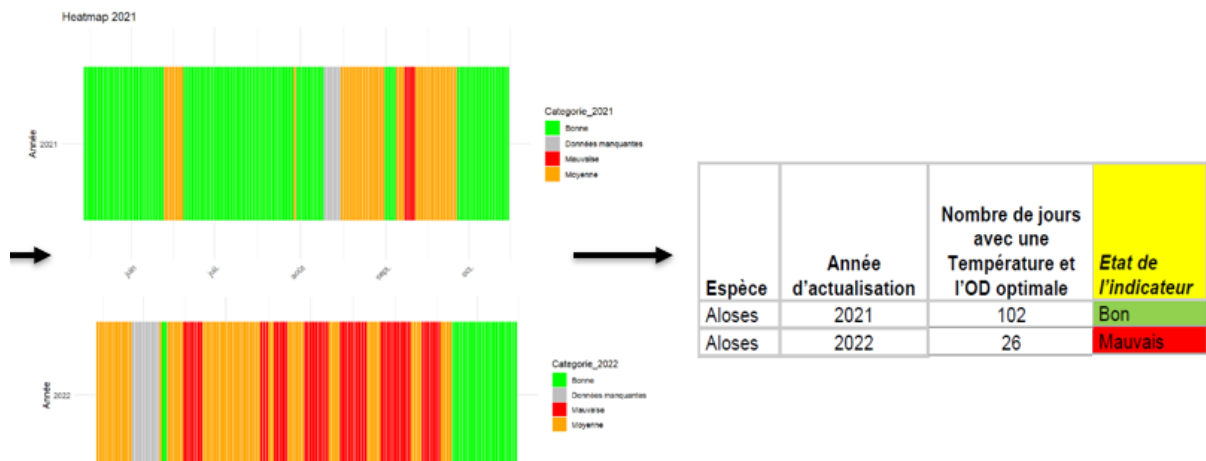 Heatmap 2021
Année
2021
juin
juil.
août
sept.
oct.
Categorie_2021
Bonne
Données manquantes
Mauvaise
Moyenne
Année
2022
Categorie_2022
Bonne
Données manquantes
Mauvaise
Moyenne
Espèce
Année
d'actualisation
Nombre de jours
avec une
Température et
l'OD optimale
Etat de
l'indicateur
Aloses 2021 102 Bon
Aloses 2022 26 Mauvais